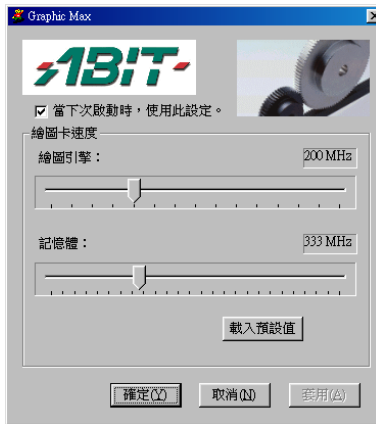 Graphic Max
ABIT
當下次啟動時，使用此設定。
繪圖卡速度
繪圖引擎：
200 MHz
記憶體：
333 MHz
載入預設值
確定(Y)
取消(N)
套用(A)